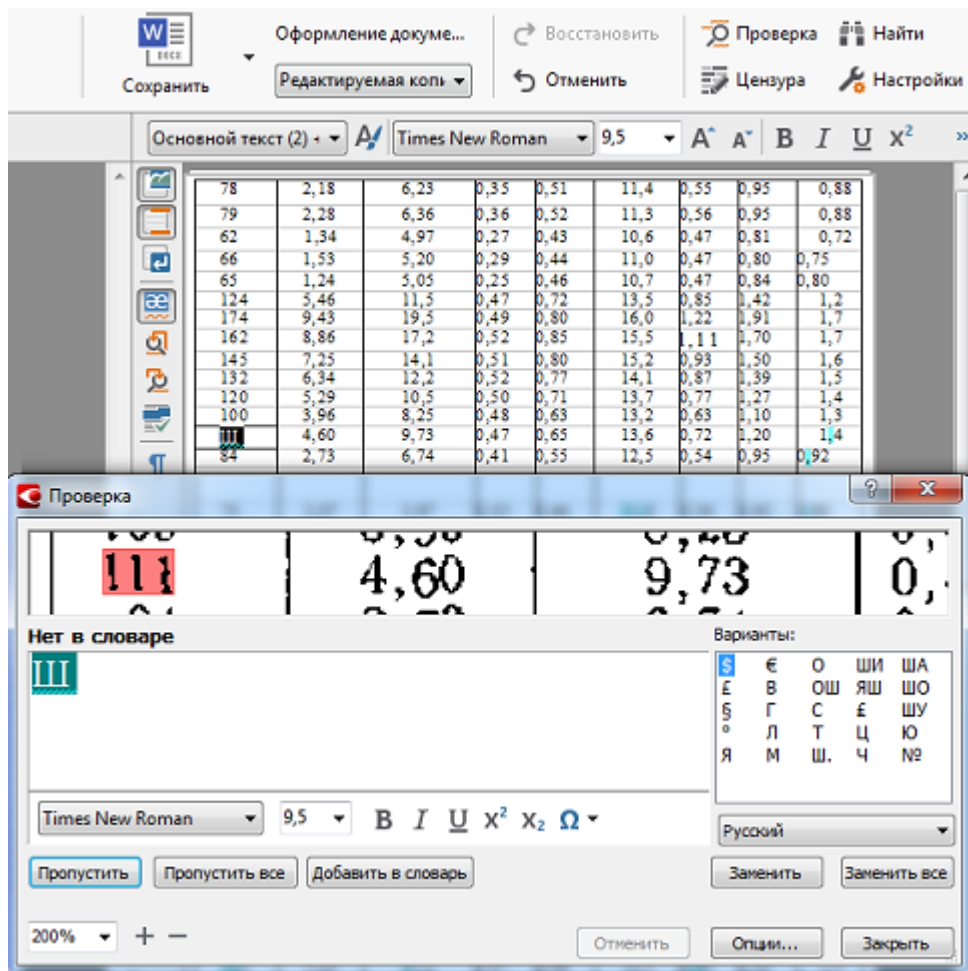 W
DOCX
Сохранить
Оформление докуме...
Редактируемая копи
Восстановить
Отменить
Проверка
Цензура
Найти
Настройки
Основной текст (2) +
Times New Roman
9,5
A A B I U X² »
78 2,18 6,23 0,35 0,51 11,4 0,55 0,95 0,88
79 2,28 6,36 0,36 0,52 11,3 0,56 0,95 0,88
62 1,34 4,97 0,27 0,43 10,6 0,47 0,81 0,72
66 1,53 5,20 0,29 0,44 11,0 0,47 0,80 0,75
65 1,24 5,05 0,25 0,46 10,7 0,47 0,84 0,80
124 5,46 11,5 0,47 0,72 13,5 0,85 1,42 1,2
174 9,43 19,5 0,49 0,80 16,0 1,22 1,91 1,7
162 8,86 17,2 0,52 0,85 15,5 1,11 1,70 1,7
145 7,25 14,1 0,51 0,80 15,2 0,93 1,50 1,6
132 6,34 12,2 0,52 0,77 14,1 0,87 1,39 1,5
120 5,29 10,5 0,50 0,71 13,7 0,77 1,27 1,4
100 3,96 8,25 0,48 0,63 13,2 0,63 1,10 1,3
Ш 4,60 9,73 0,47 0,65 13,6 0,72 1,20 1,4
84 2,73 6,74 0,41 0,55 12,5 0,54 0,95 0,92
æ
¶
Проверка
? X
111 4,60 9,73 0,
Нет в словаре
Ш
Варианты:
$ € О ШИ ША
£ В ОШ ЯШ ШО
§ Г С £ ШУ
° Л Т Ц Ю
Я М Ш. Ч №
Times New Roman
9,5
B I U X² X₂ Ω
Русский
Пропустить
Пропустить все
Добавить в словарь
Заменить
Заменить все
200% + −
Отменить
Опции...
Закрыть